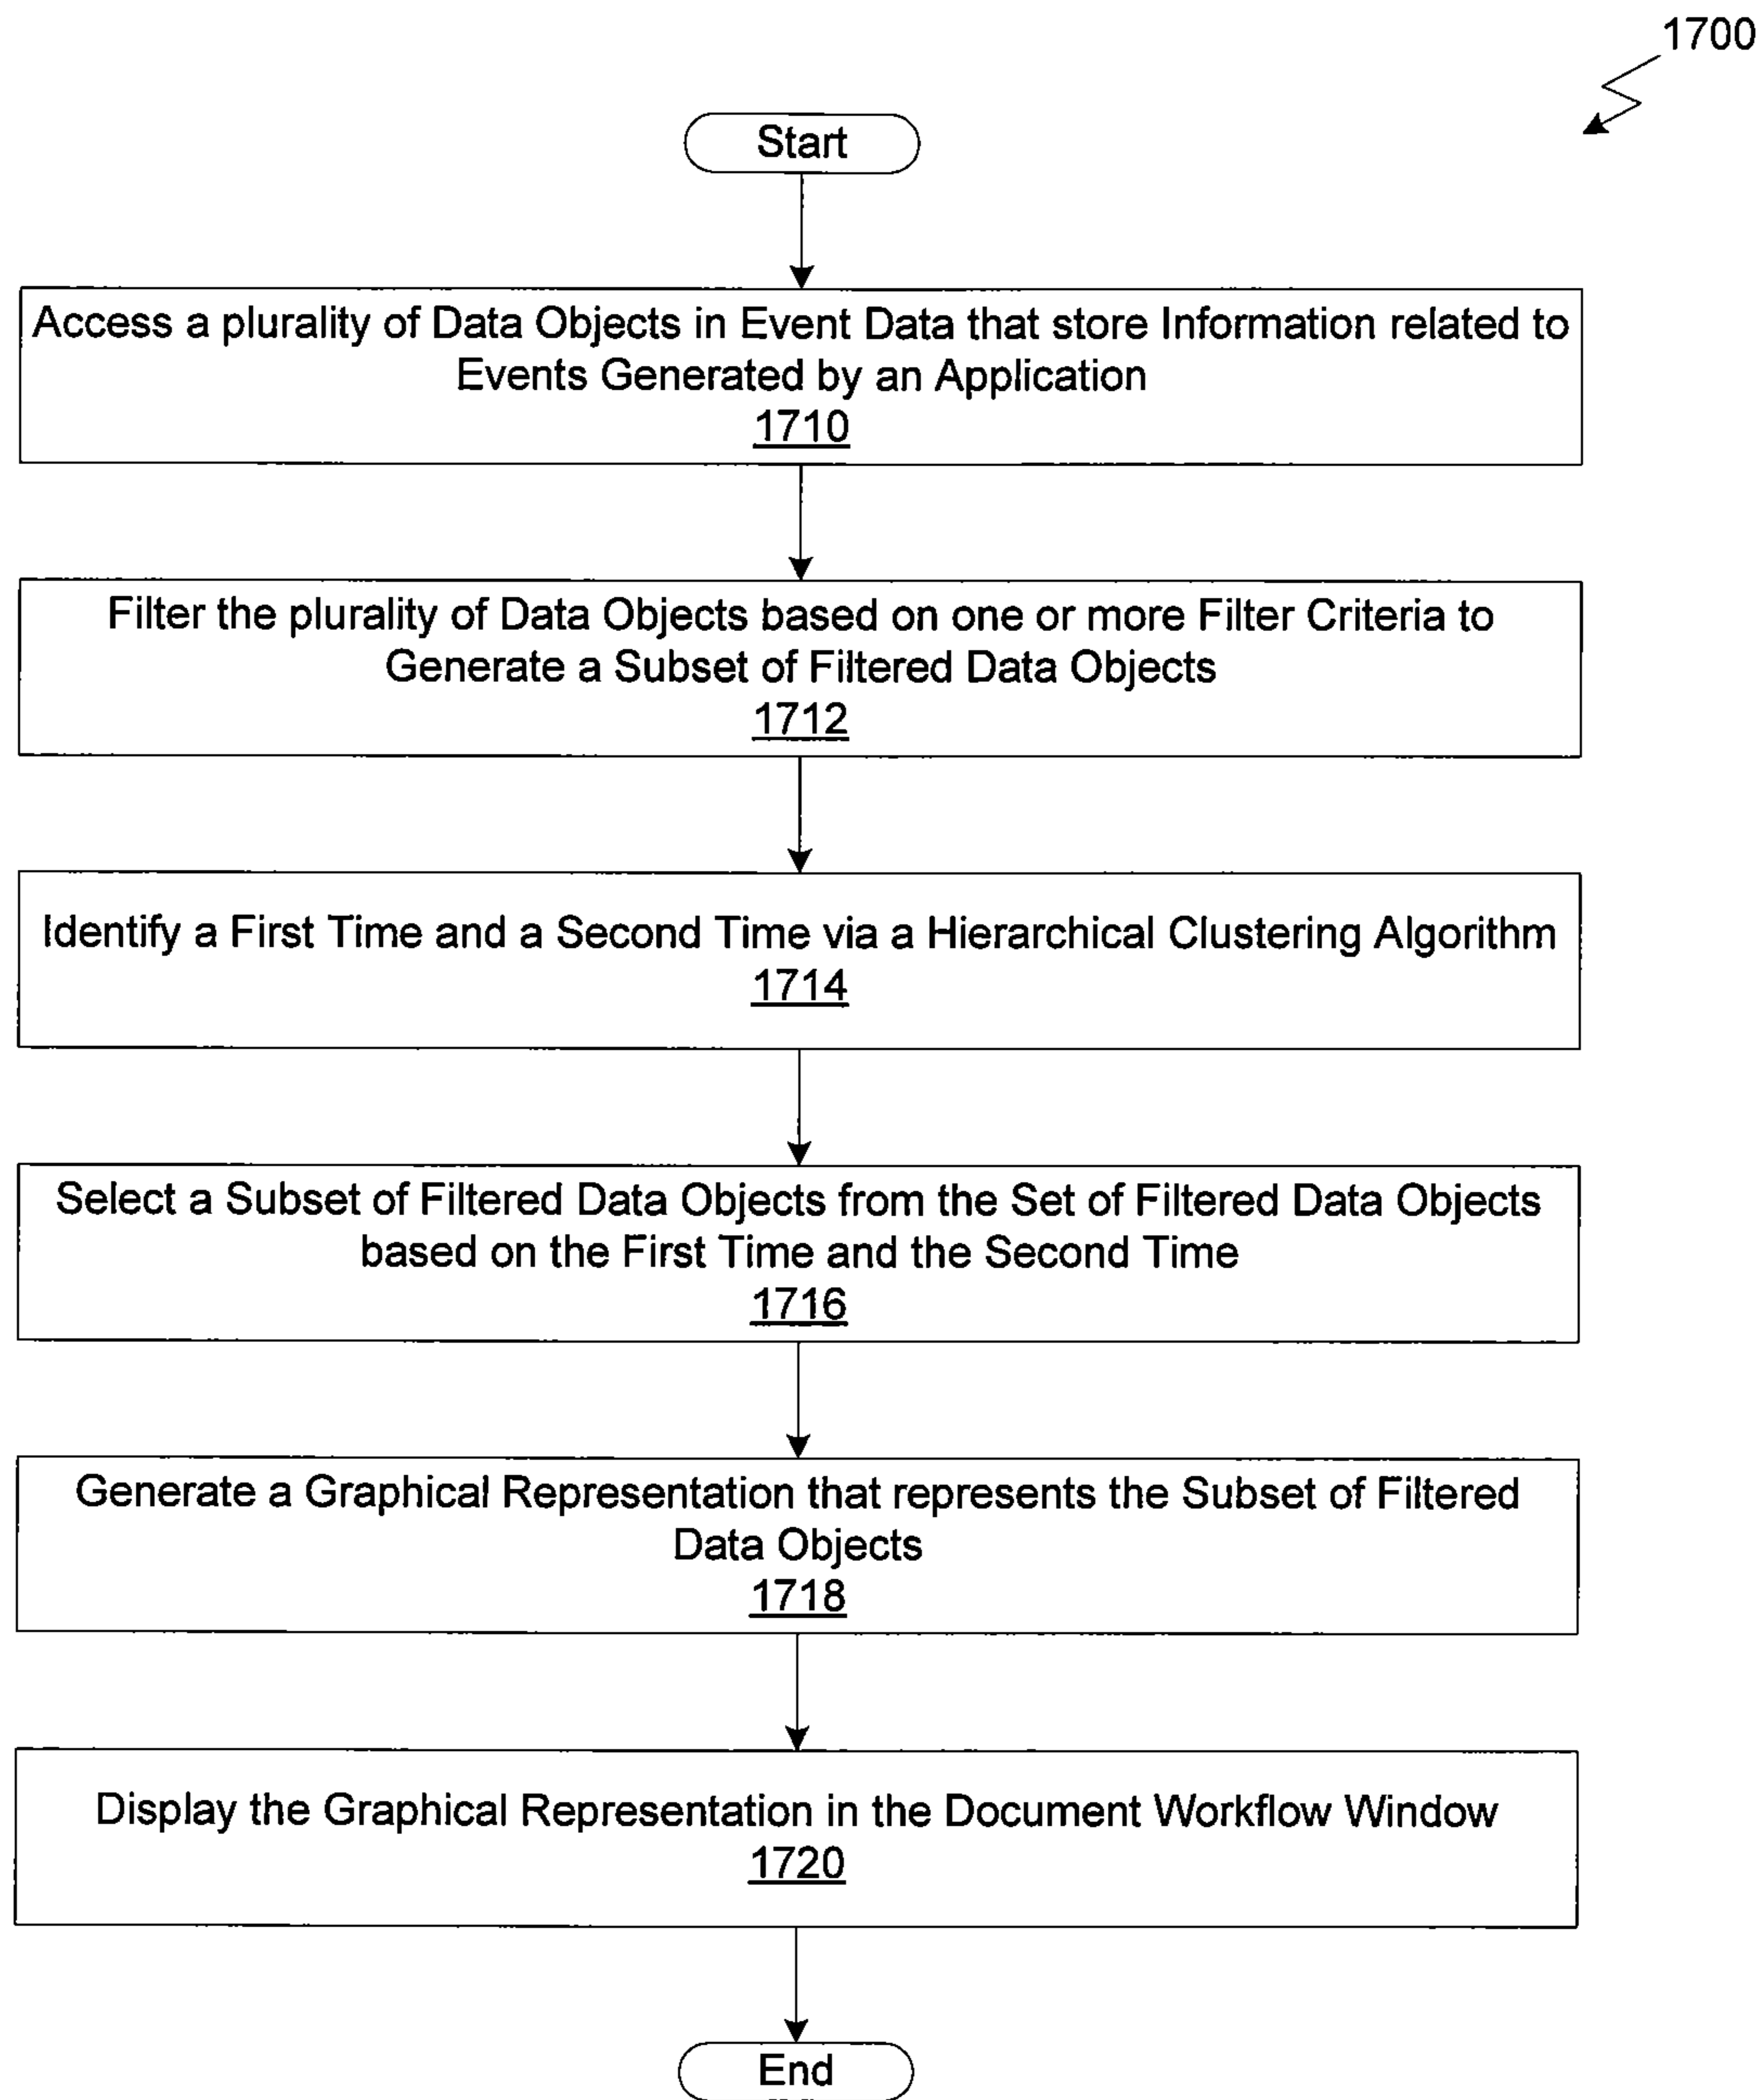 1700
Start
Access a plurality of Data Objects in Event Data that store Information related to
Events Generated by an Application
1710
Filter the plurality of Data Objects based on one or more Filter Criteria to
Generate a Subset of Filtered Data Objects
1712
Identify a First Time and a Second Time via a Hierarchical Clustering Algorithm
1714
Select a Subset of Filtered Data Objects from the Set of Filtered Data Objects
based on the First Time and the Second Time
1716
Generate a Graphical Representation that represents the Subset of Filtered
Data Objects
1718
Display the Graphical Representation in the Document Workflow Window
1720
End